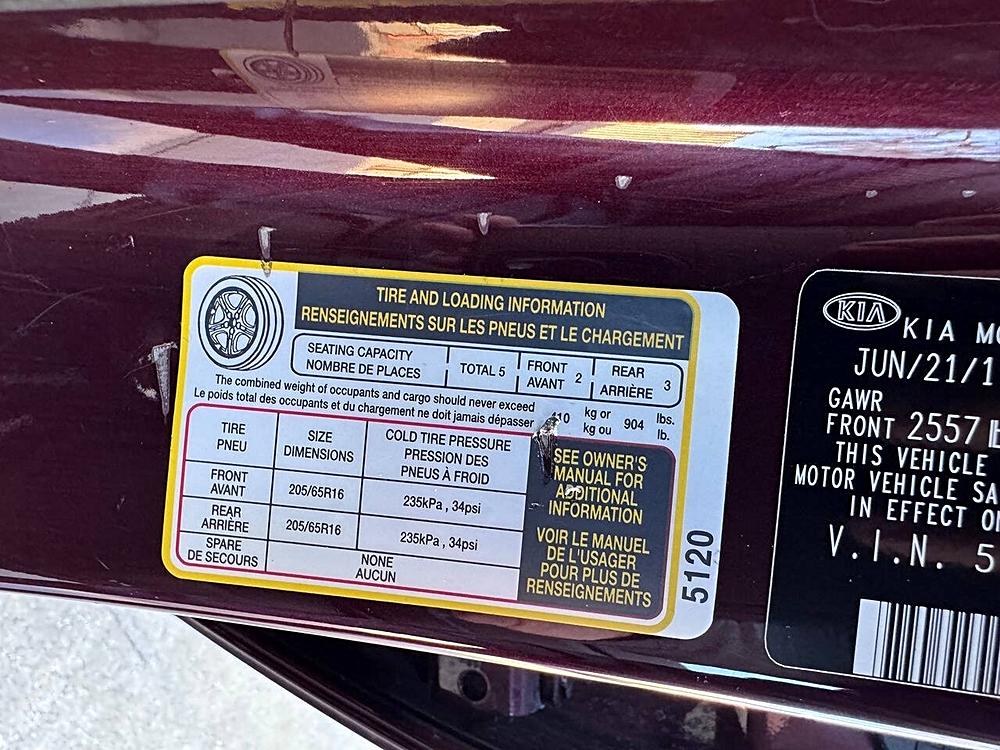 TIRE AND LOADING INFORMATION
RENSEIGNEMENTS SUR LES PNEUS ET LE CHARGEMENT
SEATING CAPACITY
NOMBRE DE PLACES
TOTAL 5
FRONT
AVANT 2
REAR
ARRIÈRE 3
The combined weight of occupants and cargo should never exceed
Le poids total des occupants et du chargement ne doit jamais dépasser
410
kg or
kg ou
904
lbs.
lb.
TIRE
PNEU
SIZE
DIMENSIONS
COLD TIRE PRESSURE
PRESSION DES
PNEUS À FROID
FRONT
AVANT
205/65R16
235kPa , 34psi
REAR
ARRIÈRE
205/65R16
235kPa , 34psi
SPARE
DE SECOURS
NONE
AUCUN
SEE OWNER'S
MANUAL FOR
ADDITIONAL
INFORMATION
VOIR LE MANUEL
DE L'USAGER
POUR PLUS DE
RENSEIGNEMENTS
5120
KIA KIA
JUN/21/1
GAWR
FRONT 2557
THIS VEHICLE
MOTOR VEHICLE
IN EFFECT
V.I.N. 5